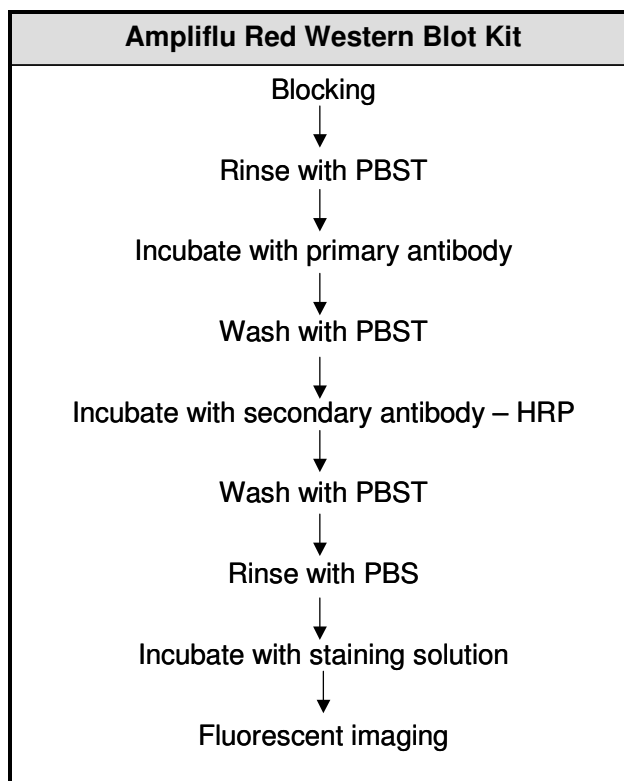 Ampliflu Red Western Blot Kit
Blocking
Rinse with PBST
Incubate with primary antibody
Wash with PBST
Incubate with secondary antibody – HRP
Wash with PBST
Rinse with PBS
Incubate with staining solution
Fluorescent imaging